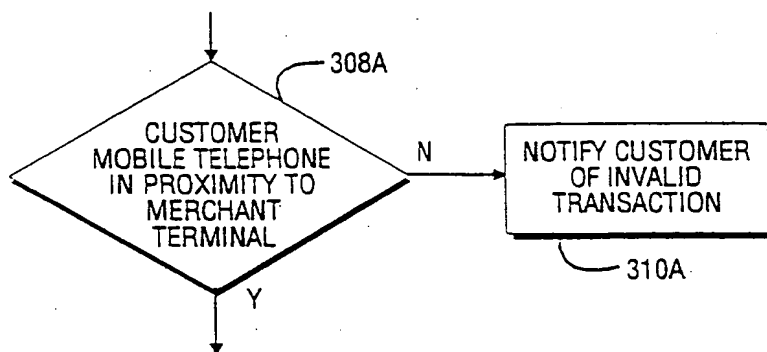 308A
CUSTOMER
MOBILE TELEPHONE
IN PROXIMITY TO
MERCHANT
TERMINAL
N
NOTIFY CUSTOMER
OF INVALID
TRANSACTION
310A
Y